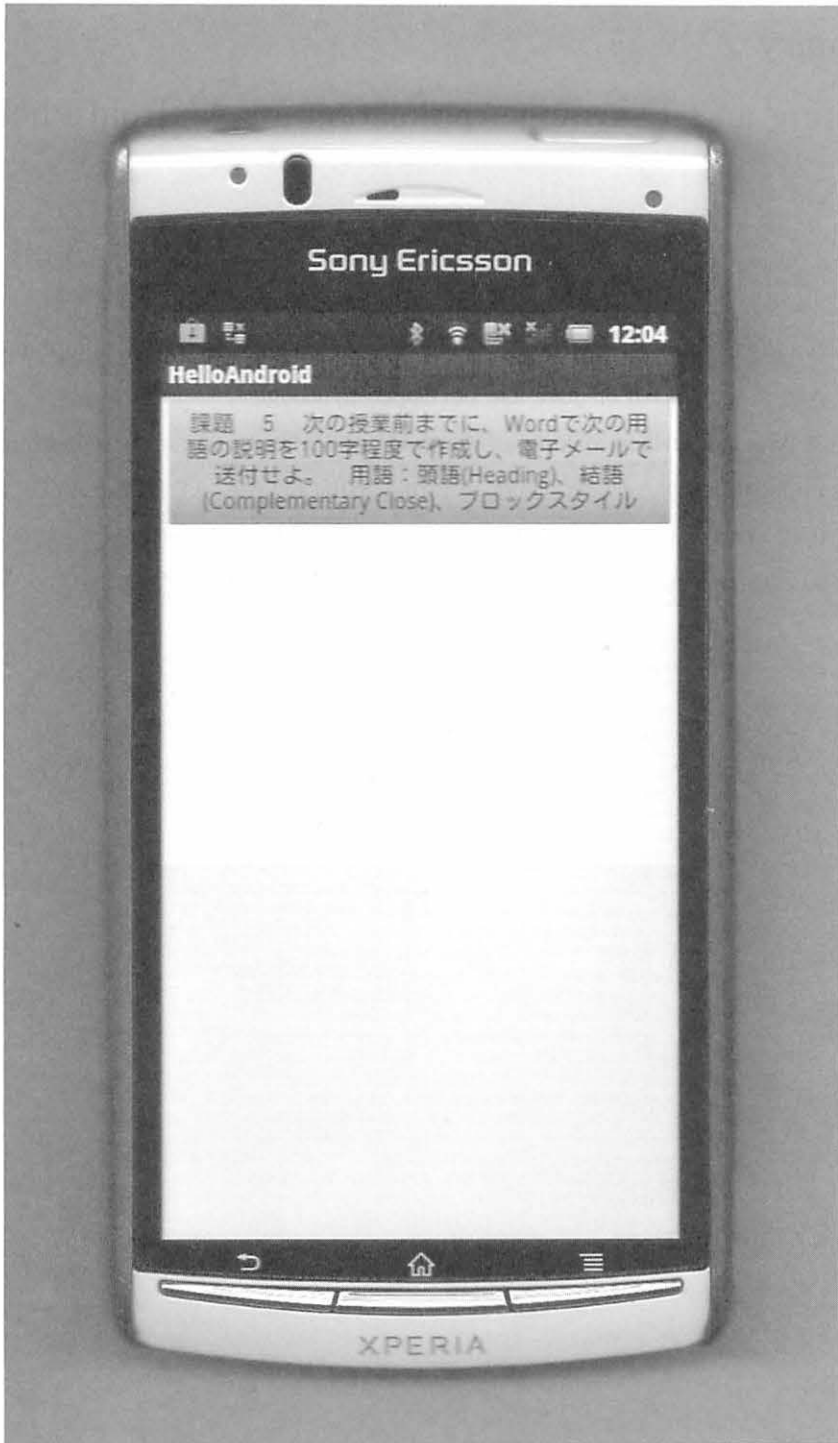 Sony Ericsson
12:04
HelloAndroid
課題　5　次の授業前までに、Wordで次の用
語の説明を100字程度で作成し、電子メールで
送付せよ。　用語：頭語(Heading)、結語
(Complementary Close)、ブロックスタイル
XPERIA